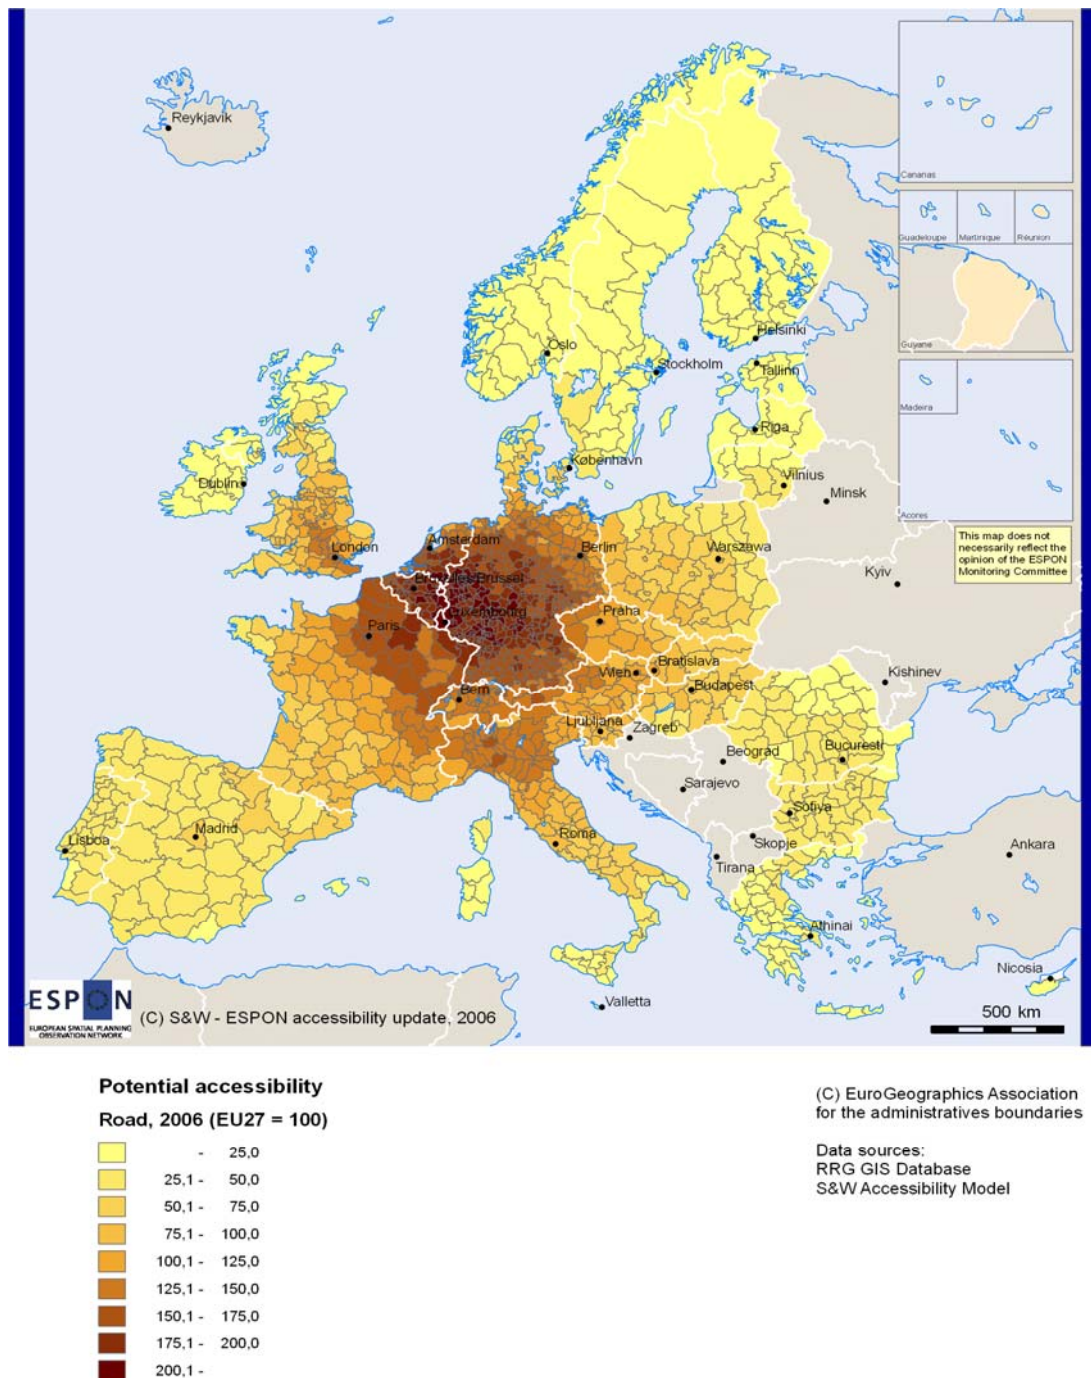 Reykjavik
Canarias
Guadeloupe
Martinique
Réunion
Guyane
Madeira
Acores
This map does not
necessarily reflect the
opinion of the ESPON
Monitoring Committee
Helsinki
Oslo
Tallinn
Stockholm
Riga
København
Dublin
Vilnius
Minsk
Amsterdam
London
Berlin
Warszawa
Bruxelles/Brussel
Kyiv
Luxembourg
Praha
Paris
Bratislava
Wien
Kishinev
Budapest
Bern
Ljubljana
Zagreb
Beograd
Bucuresti
Sarajevo
Sofiya
Madrid
Lisboa
Roma
Skopje
Ankara
Tirana
Athinai
Nicosia
Valletta
500 km
ESPON
EUROPEAN SPATIAL PLANNING
OBSERVATION NETWORK
(C) S&W - ESPON accessibility update, 2006
Potential accessibility
Road, 2006 (EU27 = 100)
- 25,0
25,1 - 50,0
50,1 - 75,0
75,1 - 100,0
100,1 - 125,0
125,1 - 150,0
150,1 - 175,0
175,1 - 200,0
200,1 -
(C) EuroGeographics Association
for the administratives boundaries
Data sources:
RRG GIS Database
S&W Accessibility Model